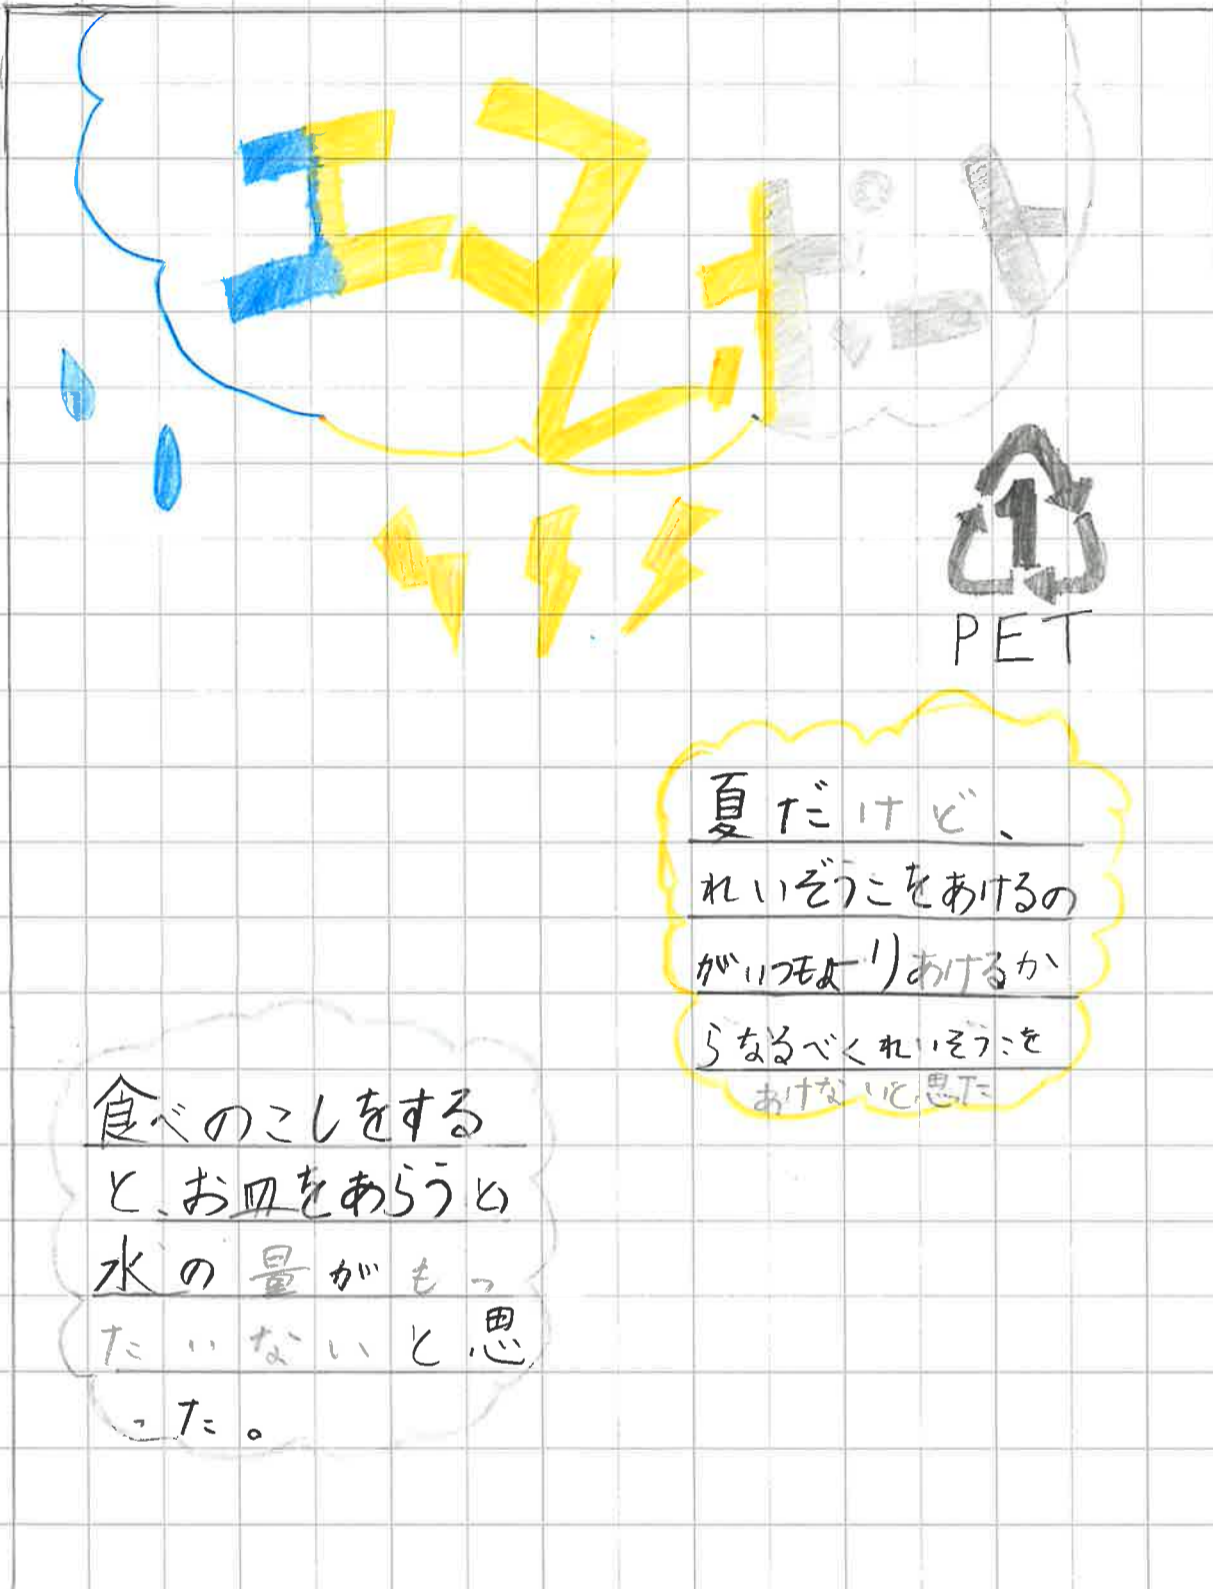 エコレポート
1
PET
夏だけど、
れいぞうこをあけるの
がいつもよりあけるか
らなるべくれいぞうこを
あけないと思た
食べのこしをする
と、お皿をあらうと
水の量がもっ
たいないと思
った。